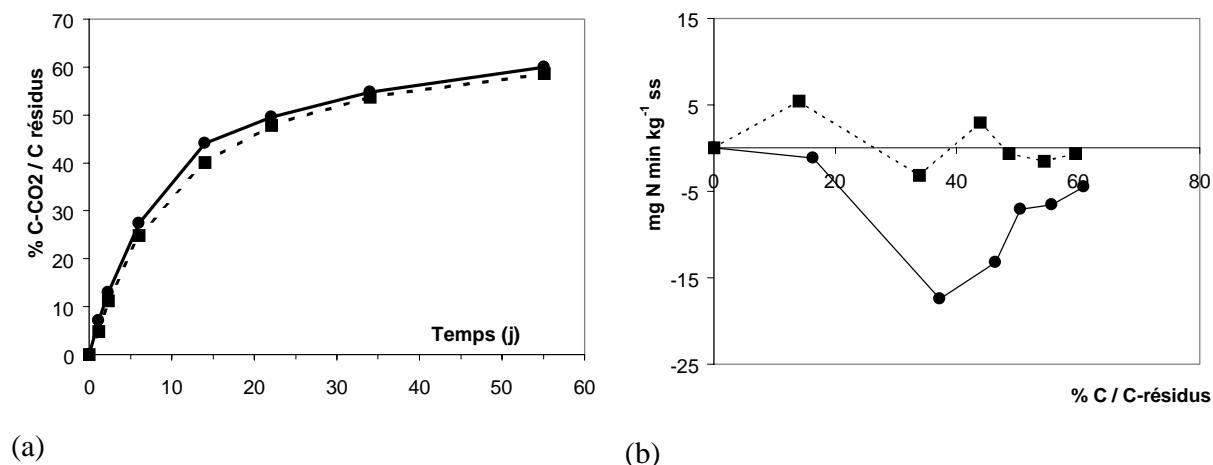 70
60
50
40
30
20
10
0
% C-CO2 / C résidus
Temps (j)
0 10 20 30 40 50 60
(a)
15
5
-5
-15
-25
mg N min kg-1 ss
0 20 40 60 80
% C / C-résidus
(b)